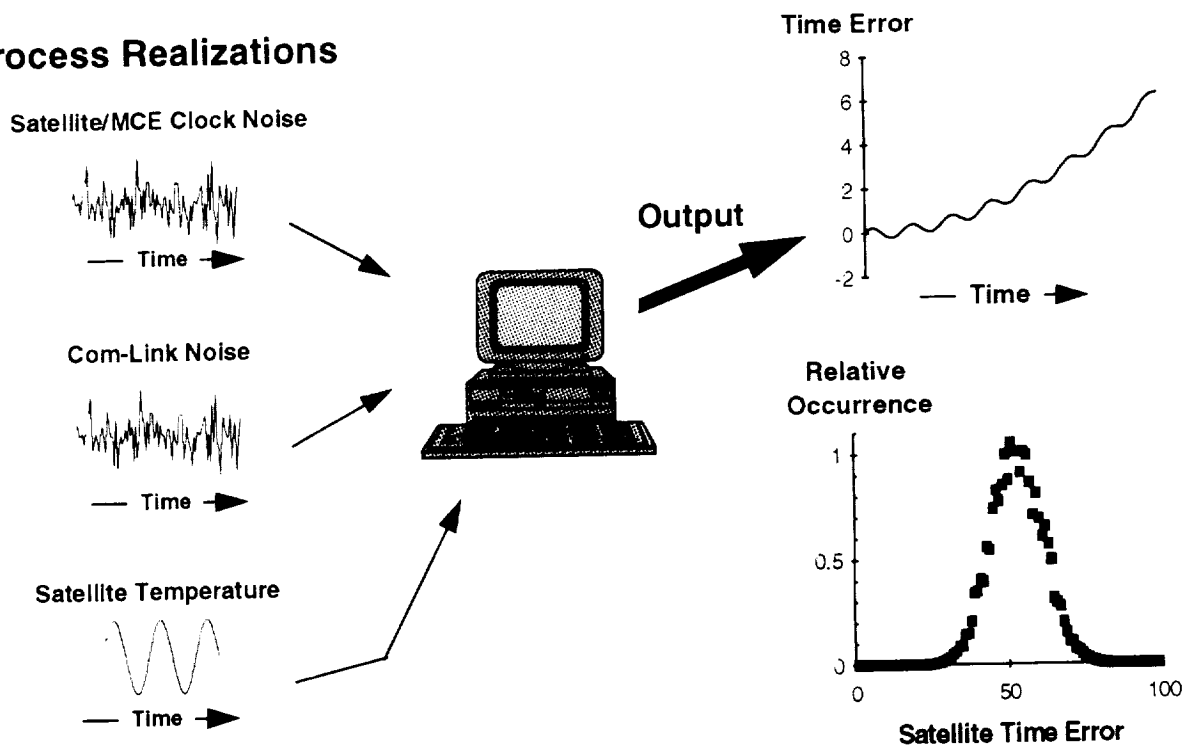 rocess Realizations
Satellite/MCE Clock Noise
Time
Com-Link Noise
Time
Satellite Temperature
Time
Output
Time Error
8
6
4
2
0
-2
Time
Relative
Occurrence
1
0.5
0
0
50
100
Satellite Time Error